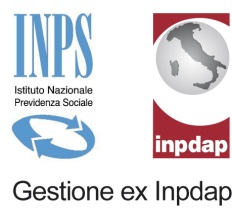 INPS
Istituto Nazionale
Previdenza Sociale
inpdap
Gestione ex Inpdap